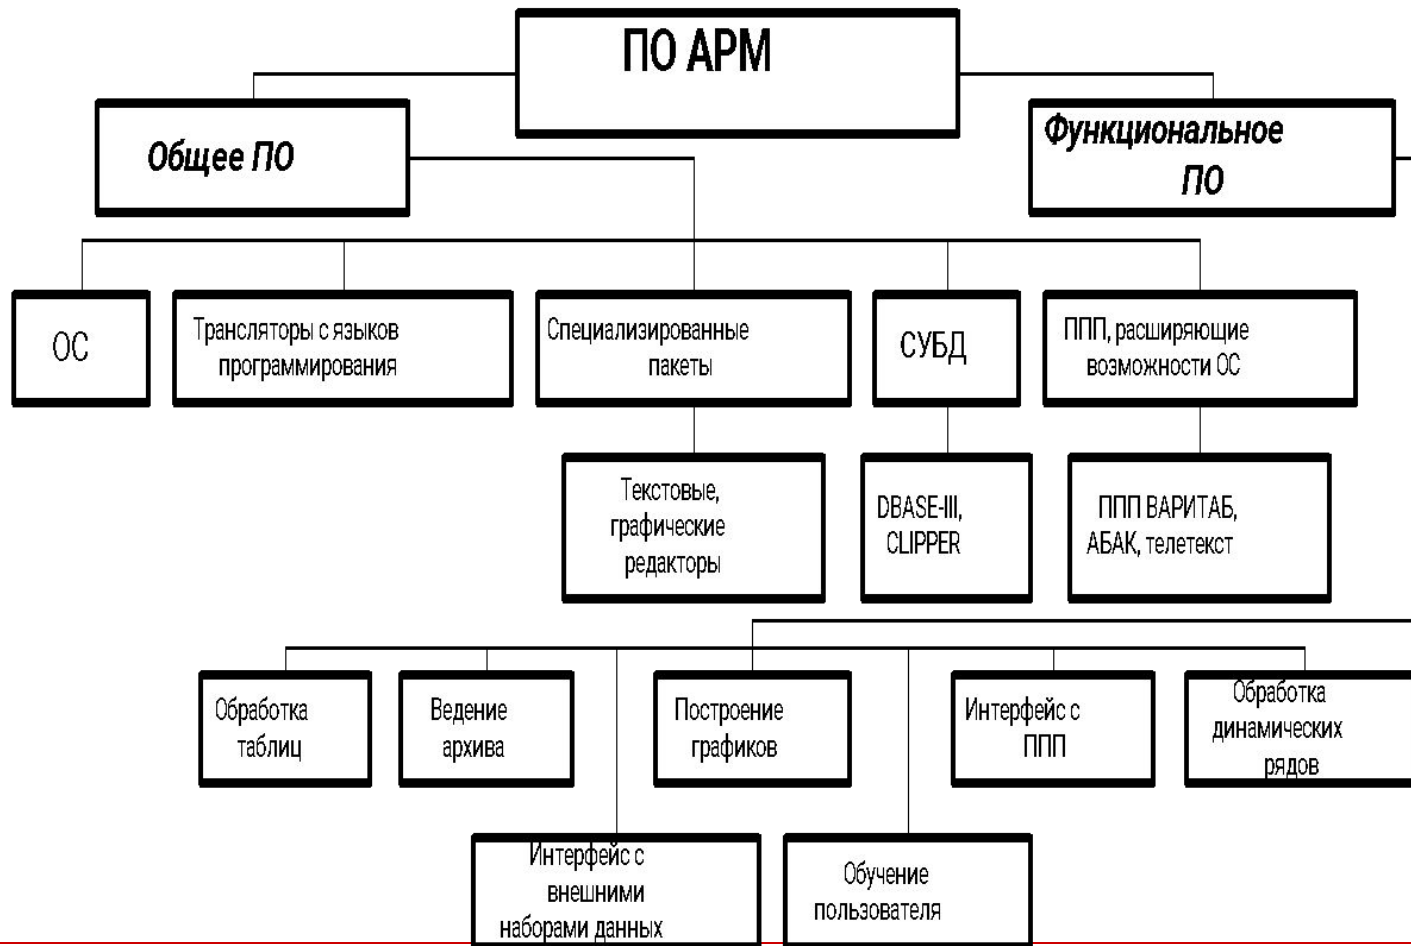 ПО АРМ
Общее ПО
Функциональное
ПО
ОС
Трансляторы с языков
программирования
Специализированные
пакеты
СУБД
ППП, расширяющие
возможности ОС
Текстовые,
графические
редакторы
DBASE-III,
CLIPPER
ППП ВАРИТАБ,
АБАК, телетекст
Обработка
таблиц
Ведение
архива
Построение
графиков
Интерфейс с
ППП
Обработка
динамических
рядов
Интерфейс с
внешними
наборами данных
Обучение
пользователя